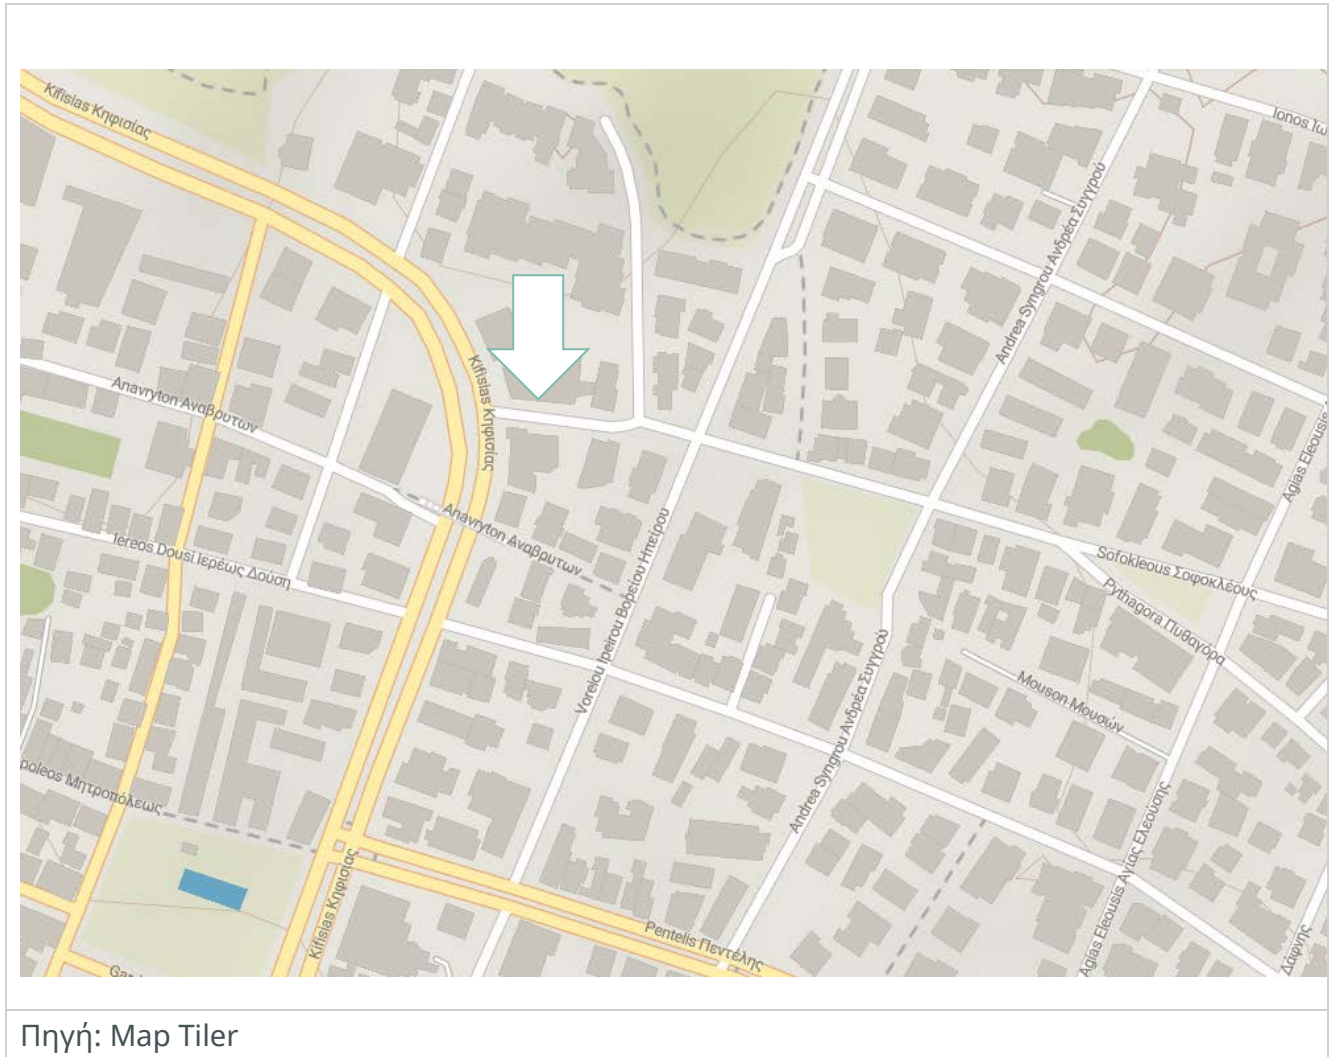 Kifisias Κηφισίας
Ionos Ιω
Andrea Syngrou Ανδρέα Συγγρού
Kifisias Κηφισίας
Anavryton Αναβρυτων
Agias Eleousis
Anavryton Αναβρυτων
Voreiou Ipeirou Βορείου Ηπείρου
Iereos Dousi Ιερέως Δούση
Sofokleous Σοφοκλέους
Pythagora Πυθαγόρα
Mouson Μουσών
Andrea Syngrou Ανδρέα Συγγρού
poleos Μητροπόλεως
Agias Eleousis Αγίας Ελεούσης
Kifisias Κηφισίας
Pentelis Πεντέλης
Δάφνης
Πηγή: Map Tiler